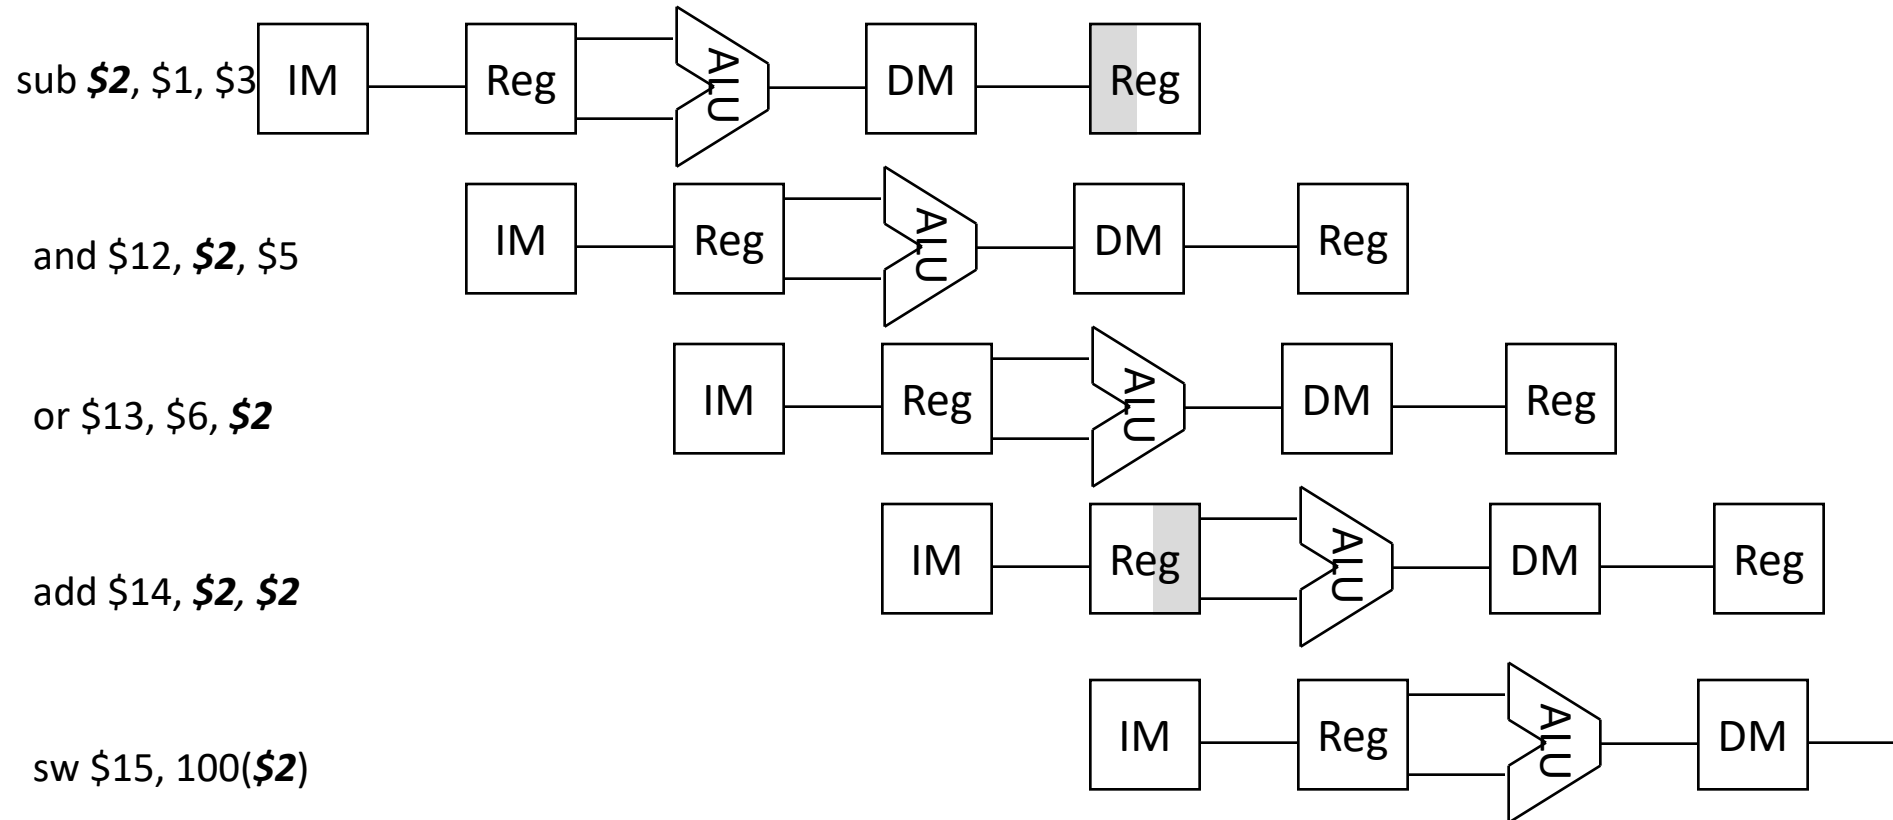 sub $2, $1, $3 IM Reg ALU DM Reg
and $12, $2, $5 IM Reg ALU DM Reg
or $13, $6, $2 IM Reg ALU DM Reg
add $14, $2, $2 IM Reg ALU DM Reg
sw $15, 100($2) IM Reg ALU DM